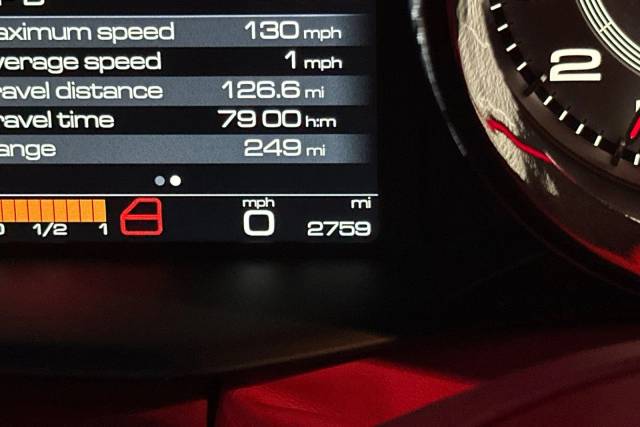 aximum speed 130 mph
verage speed 1 mph
ravel distance 126.6 mi
ravel time 79 00 h:m
ange 249 mi
mph mi
0 1/2 1 0 2759
2